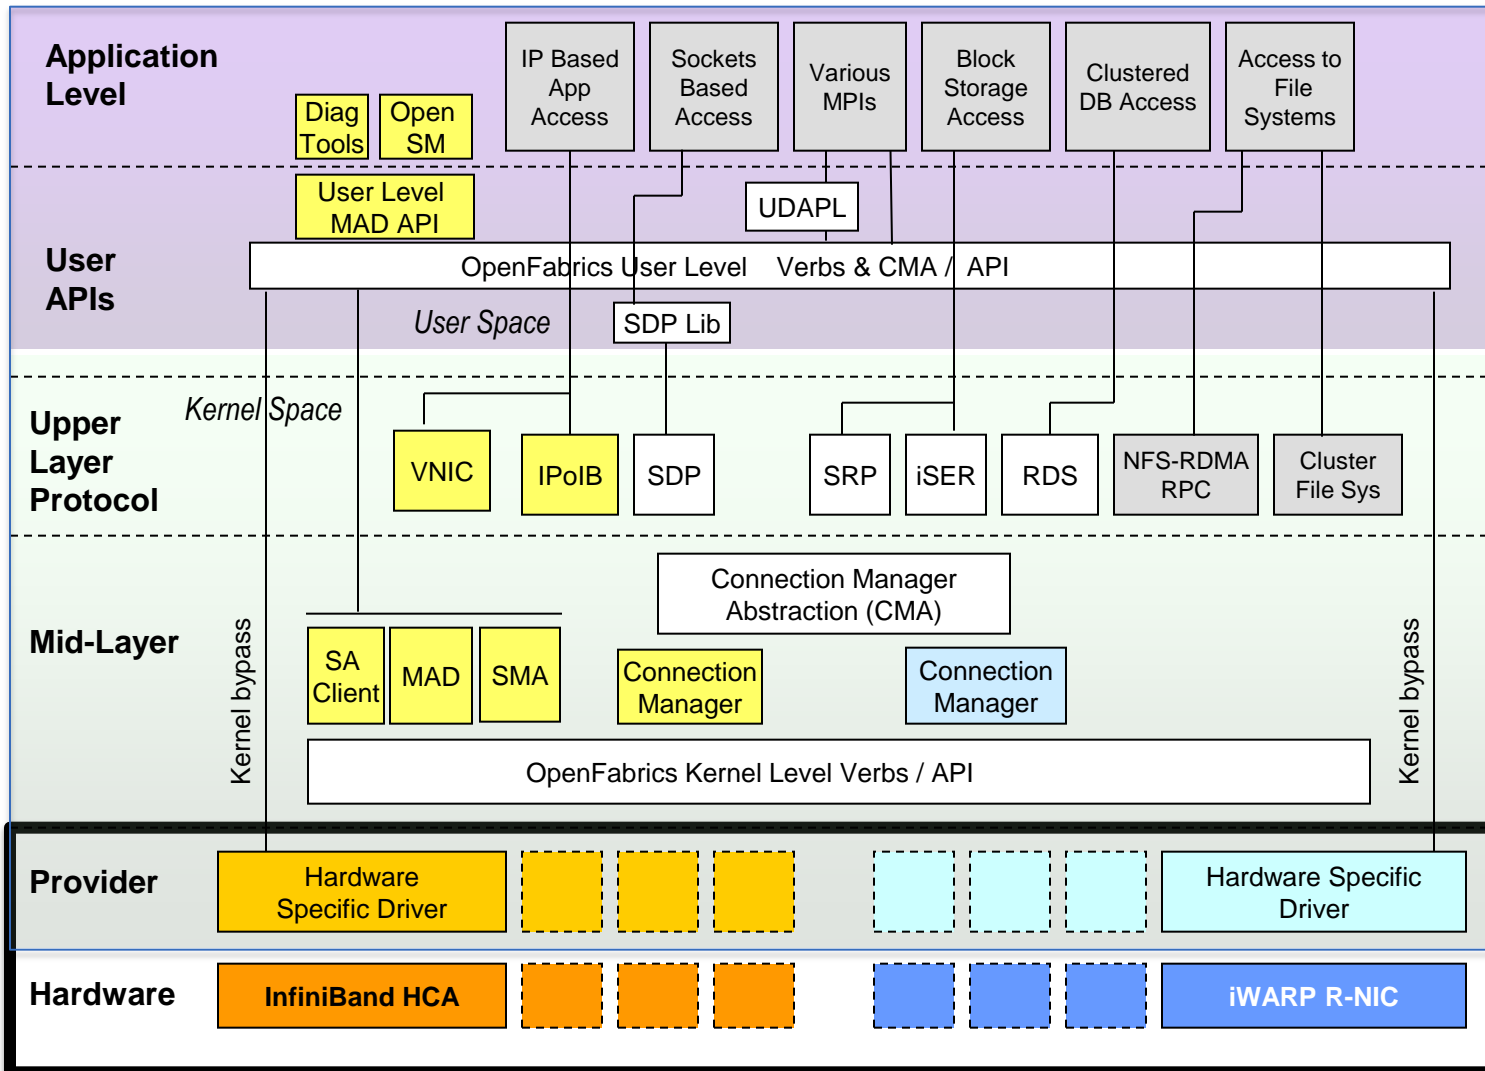 Application
Level
Diag
Tools
Open
SM
IP Based
App
Access
Sockets
Based
Access
Various
MPIs
Block
Storage
Access
Clustered
DB Access
Access to
File
Systems
User
APIs
User Level
MAD API
UDAPL
OpenFabrics User Level Verbs & CMA / API
User Space
SDP Lib
Kernel Space
Upper
Layer
Protocol
VNIC
IPoIB
SDP
SRP
iSER
RDS
NFS-RDMA
RPC
Cluster
File Sys
Mid-Layer
Kernel bypass
Connection Manager
Abstraction (CMA)
SA
Client
MAD
SMA
Connection
Manager
Connection
Manager
Kernel bypass
OpenFabrics Kernel Level Verbs / API
Provider
Hardware
Specific Driver
Hardware Specific
Driver
Hardware
InfiniBand HCA
iWARP R-NIC